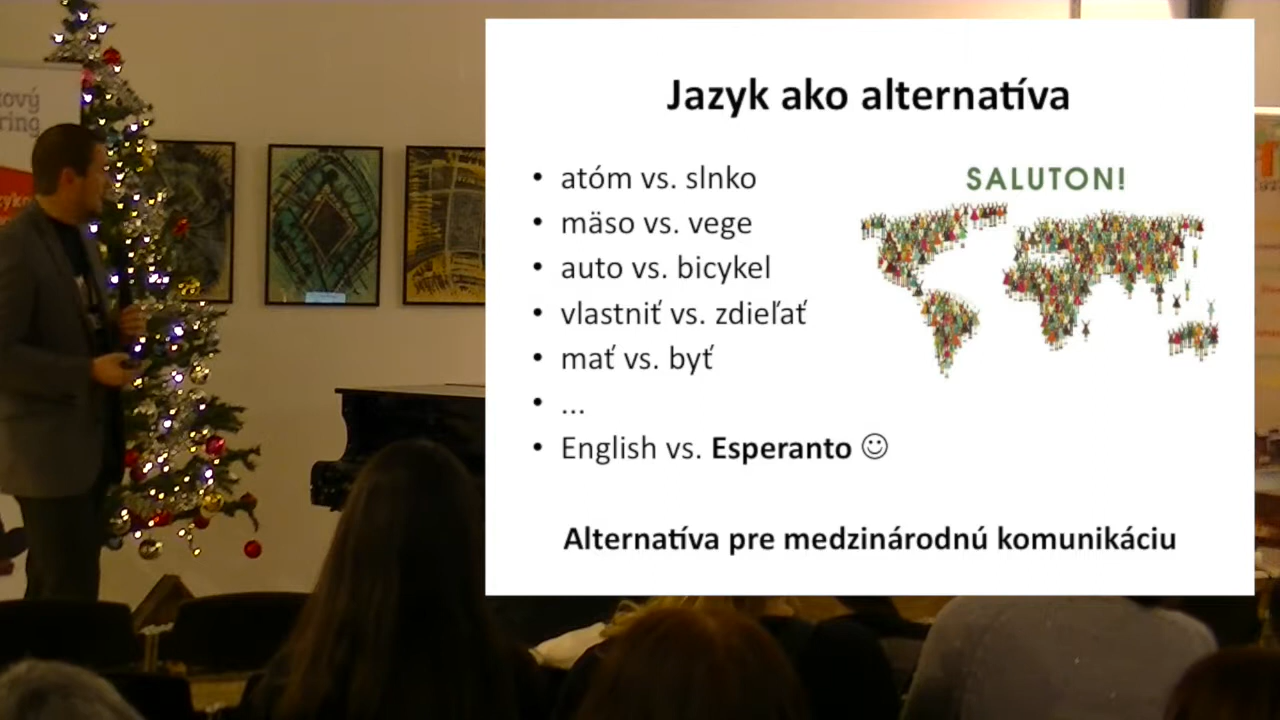 Jazyk ako alternatíva
• atóm vs. slnko
• mäso vs. vege
• auto vs. bicykel
• vlastniť vs. zdieľať
• mať vs. byť
• ...
• English vs. Esperanto ☺
SALUTON!
Alternatíva pre medzinárodnú komunikáciu